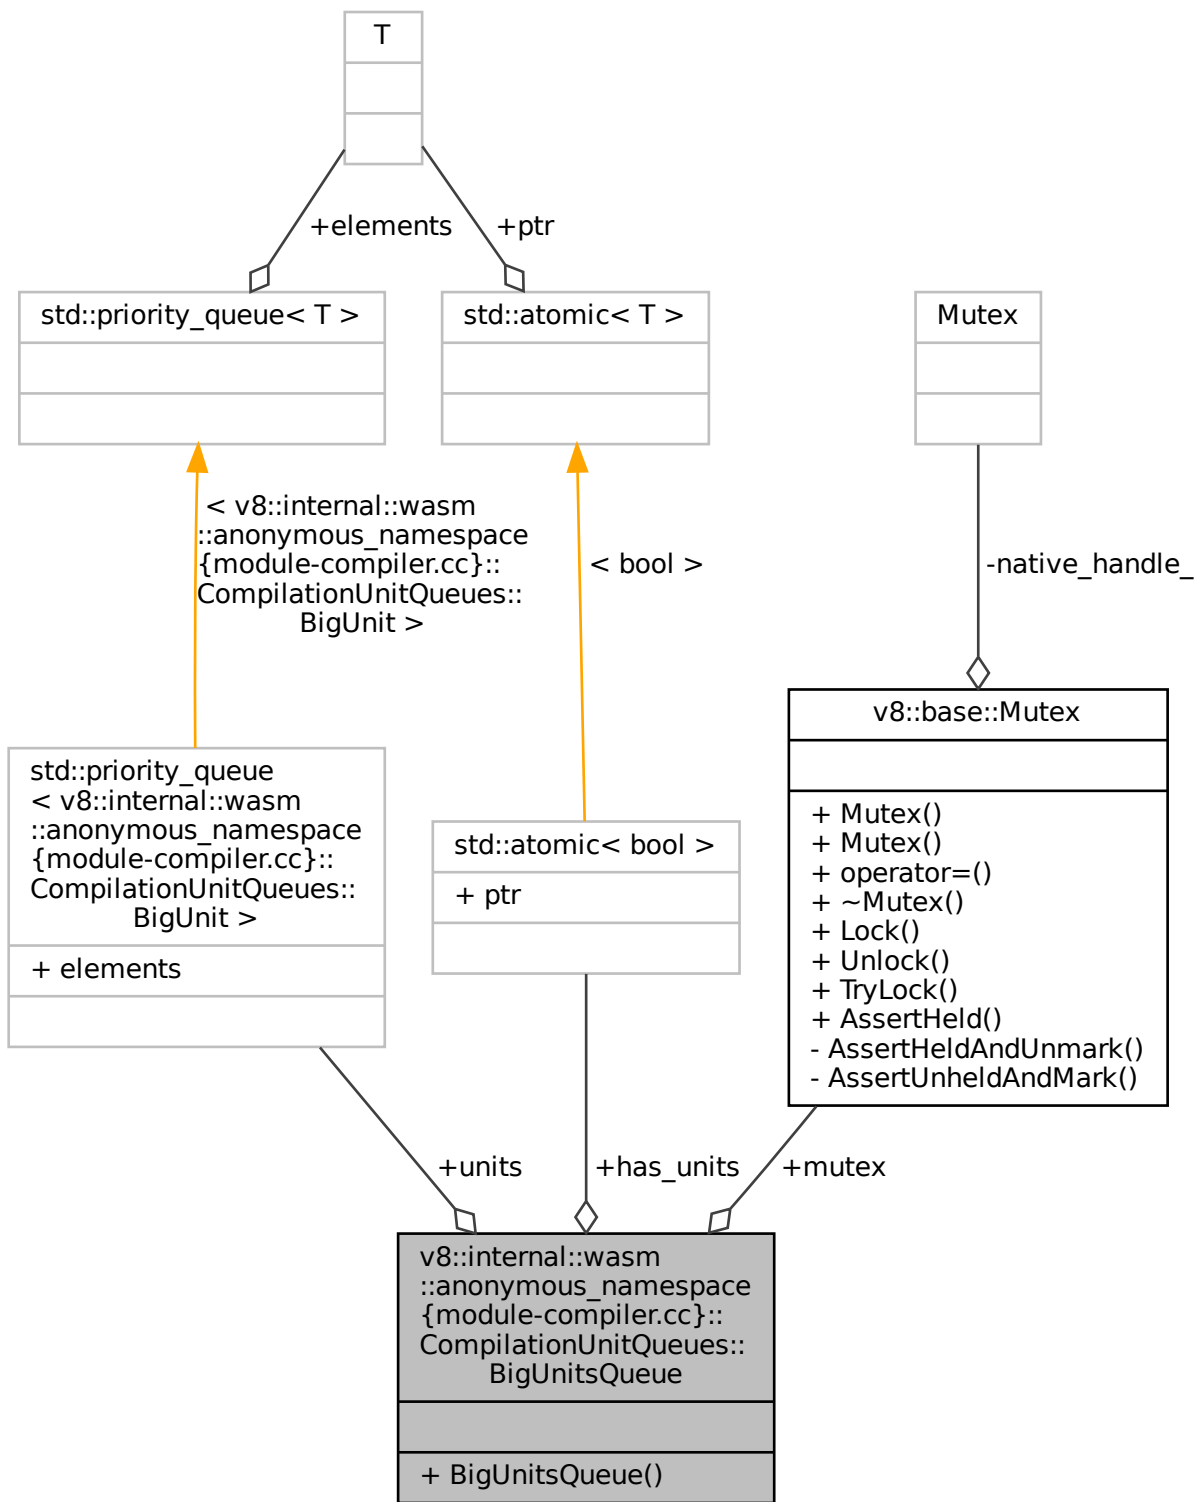 T
+elements
+ptr
std::priority_queue< T >
std::atomic< T >
Mutex
< v8::internal::wasm
::anonymous_namespace
{module-compiler.cc}::
CompilationUnitQueues::
BigUnit >
< bool >
-native_handle_
std::priority_queue
< v8::internal::wasm
::anonymous_namespace
{module-compiler.cc}::
CompilationUnitQueues::
BigUnit >
+ elements
std::atomic< bool >
+ ptr
v8::base::Mutex
+ Mutex()
+ Mutex()
+ operator=()
+ ~Mutex()
+ Lock()
+ Unlock()
+ TryLock()
+ AssertHeld()
- AssertHeldAndUnmark()
- AssertUnheldAndMark()
+units
+has_units
+mutex
v8::internal::wasm
::anonymous_namespace
{module-compiler.cc}::
CompilationUnitQueues::
BigUnitsQueue
+ BigUnitsQueue()